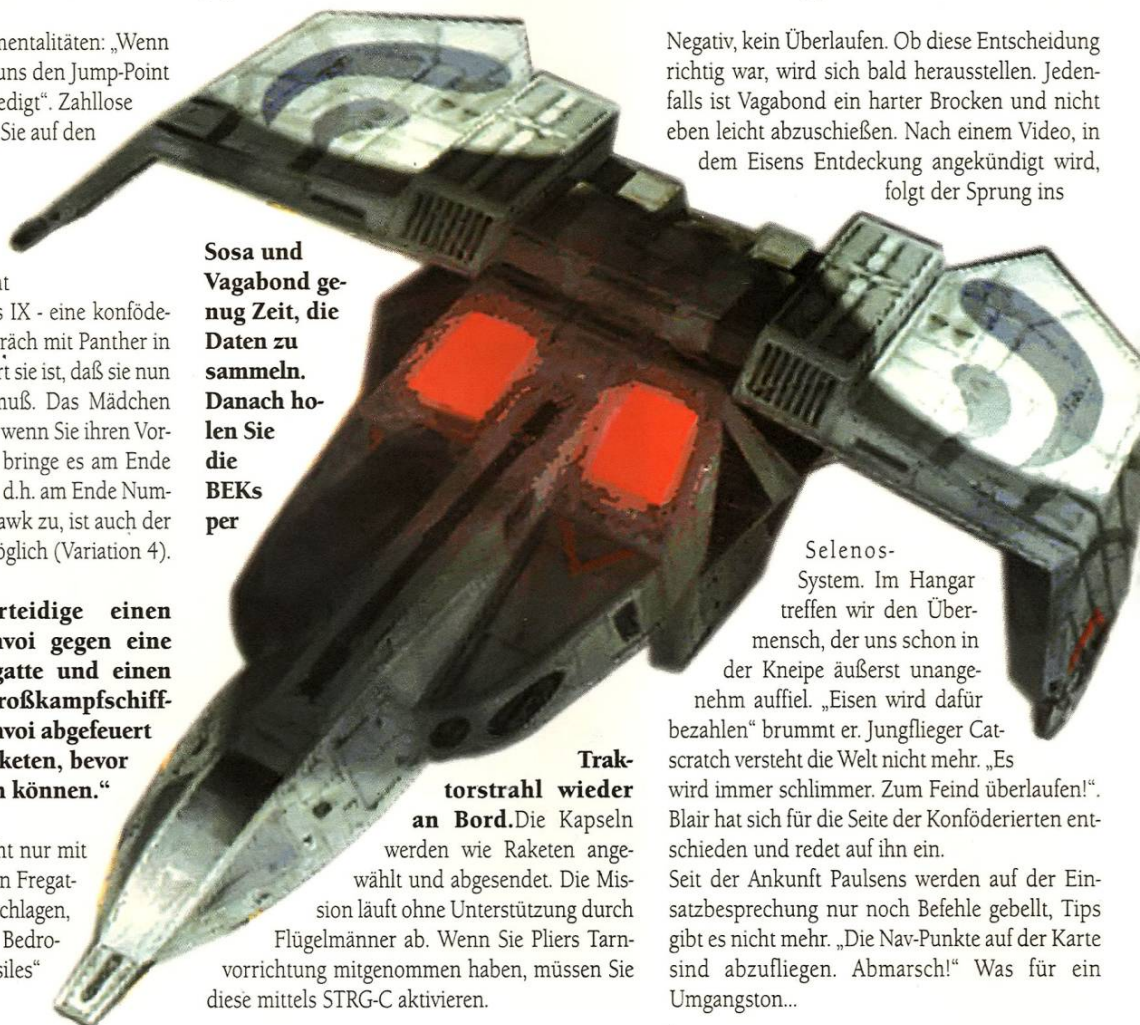 nentalitäten: „Wenn
uns den Jump-Point
edigt“. Zahllose
Sie auf den
nt
s IX - eine konföde-
räch mit Panther in
rt sie ist, daß sie nun
nuß. Das Mädchen
wenn Sie ihren Vor-
bringe es am Ende
d.h. am Ende Num-
awk zu, ist auch der
öglich (Variation 4).
rteidige einen
nvoi gegen eine
gatte und einen
roßkampfschiff-
nvoi abgefeuert
keten, bevor
n können.“
nt nur mit
n Fregat-
chlagen,
Bedro-
siles“
Sosa und
Vagabond ge-
nug Zeit, die
Daten zu
sammeln.
Danach ho-
len Sie
die
BEKs
per
Trak-
torstrahl wieder
an Bord.Die Kapseln
werden wie Raketen ange-
wählt und abgesendet. Die Mis-
sion läuft ohne Unterstützung durch
Flügelmänner ab. Wenn Sie Pliers Tarn-
vorrichtung mitgenommen haben, müssen Sie
diese mittels STRG-C aktivieren.
Negativ, kein Überlaufen. Ob diese Entscheidung
richtig war, wird sich bald herausstellen. Jeden-
falls ist Vagabond ein harter Brocken und nicht
eben leicht abzuschießen. Nach einem Video, in
dem Eisens Entdeckung angekündigt wird,
folgt der Sprung ins
Selenos-
System. Im Hangar
treffen wir den Über-
mensch, der uns schon in
der Kneipe äußerst unange-
nehm auffiel. „Eisen wird dafür
bezahlen“ brummt er. Jungflieger Cat-
scratch versteht die Welt nicht mehr. „Es
wird immer schlimmer. Zum Feind überlaufen!“.
Blair hat sich für die Seite der Konföderierten ent-
schieden und redet auf ihn ein.
Seit der Ankunft Paulsens werden auf der Ein-
satzbesprechung nur noch Befehle gebellt, Tips
gibt es nicht mehr. „Die Nav-Punkte auf der Karte
sind abzufliegen. Abmarsch!“ Was für ein
Umgangston...